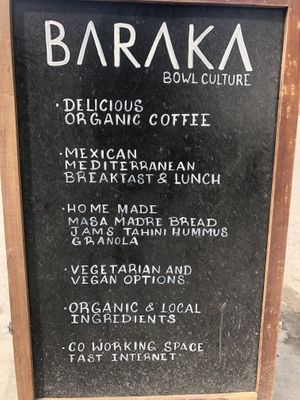 BARAKA
BOWL CULTURE
· DELICIOUS
ORGANIC COFFEE
· MEXICAN
MEDITERRANEAN
BREAKFAST & LUNCH
· HOME MADE
MASA MADRE BREAD
JAMS TAHINI HUMMUS
GRANOLA
· VEGETARIAN AND
VEGAN OPTIONS
· ORGANIC & LOCAL
INGREDIENTS
· CO WORKING SPACE
FAST INTERNET